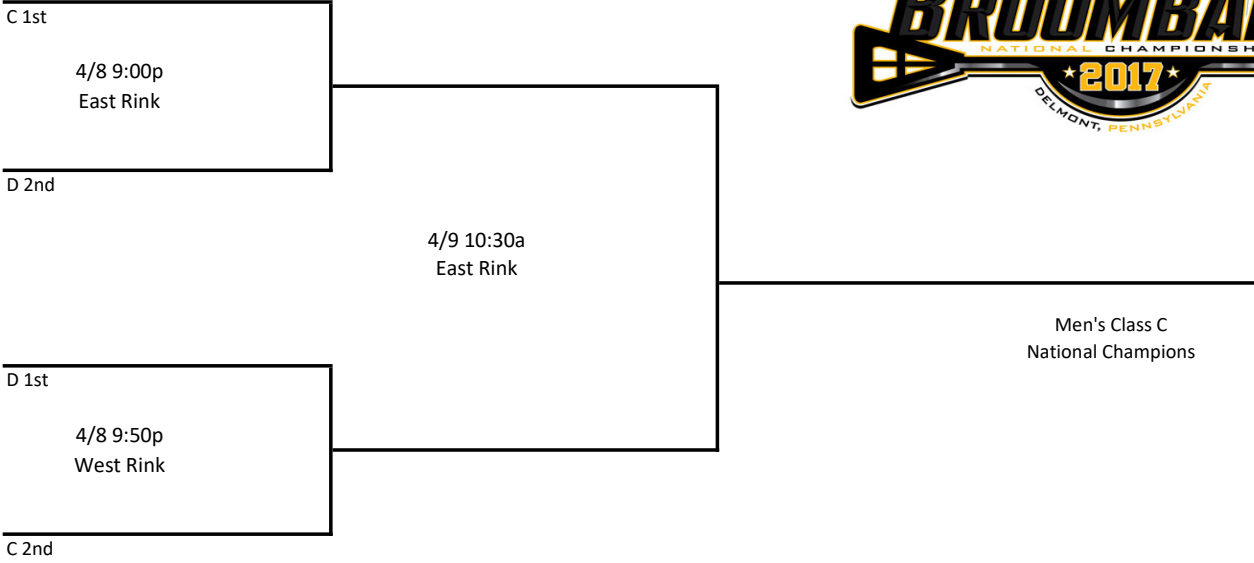 C 1st
4/8 9:00p
East Rink
D 2nd
NATIONAL
2017
DELMONT, PENNSYLVANIA
4/9 10:30a
East Rink
Men's Class C
National Champions
D 1st
4/8 9:50p
West Rink
C 2nd